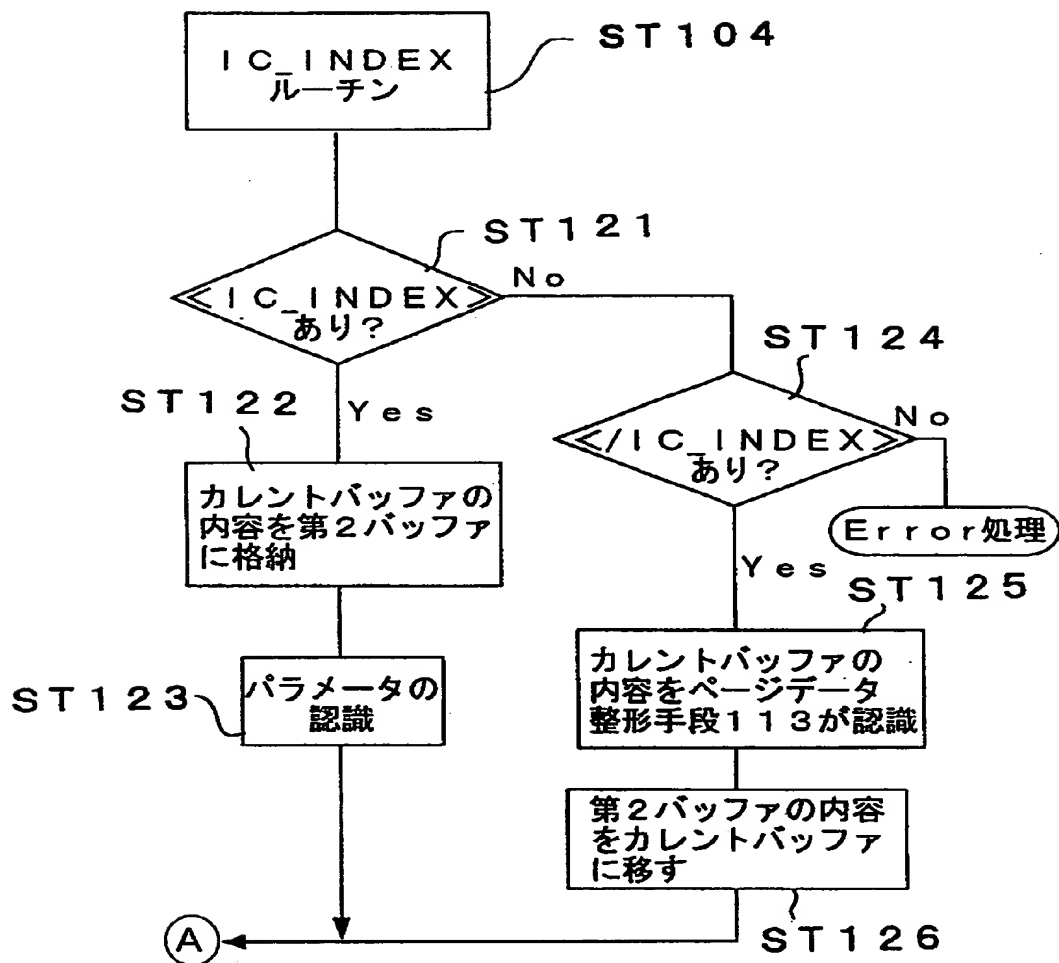 IC_INDEX
ルーチン
ST104
ST121
≪IC_INDEX≫
あり?
No
ST124
ST122
Yes
≪/IC_INDEX≫
あり?
No
カレントバッファの
内容を第2バッファ
に格納
Error処理
Yes
ST125
ST123
パラメータの
認識
カレントバッファの
内容をページデータ
整形手段113が認識
第2バッファの内容
をカレントバッファ
に移す
A
ST126